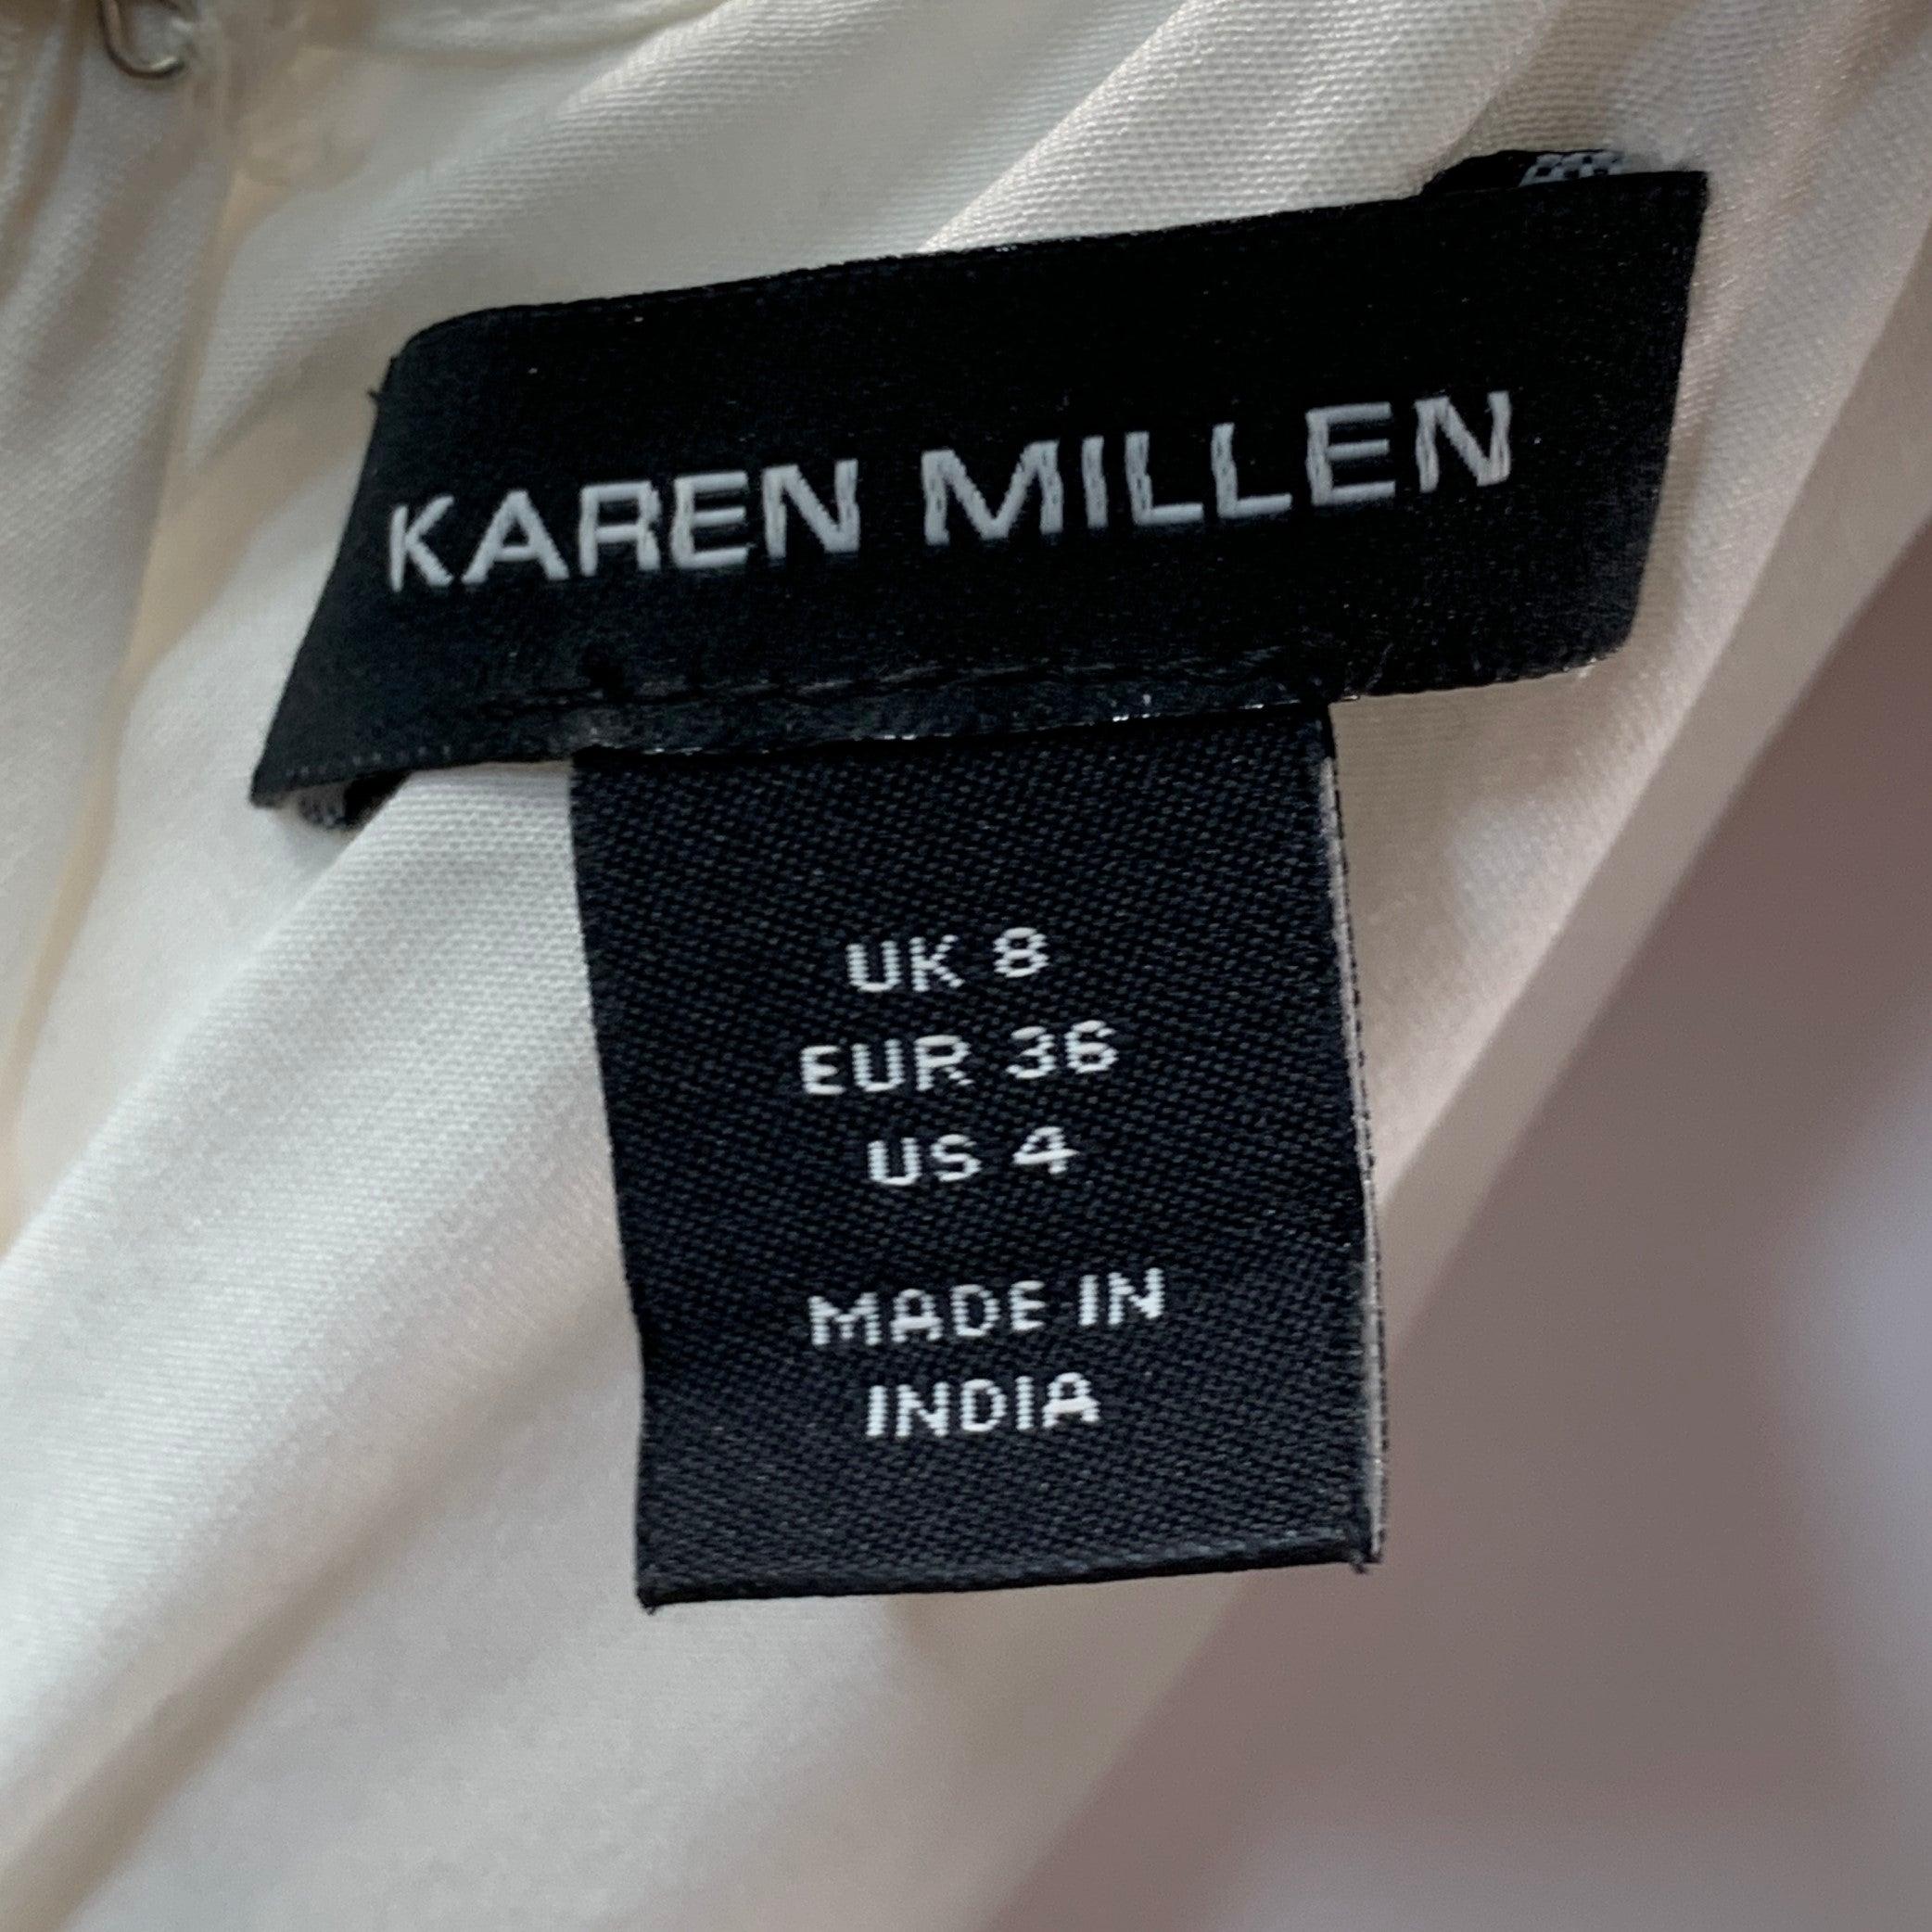 KAREN MILLEN
UK 8
EUR 36
US 4
MADE IN
INDIA